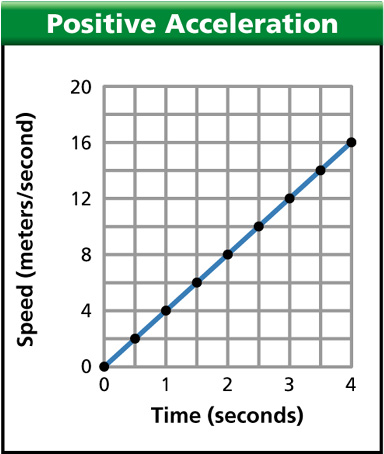 Positive Acceleration
Speed (meters/second)
20
16
12
8
4
0
0 1 2 3 4
Time (seconds)